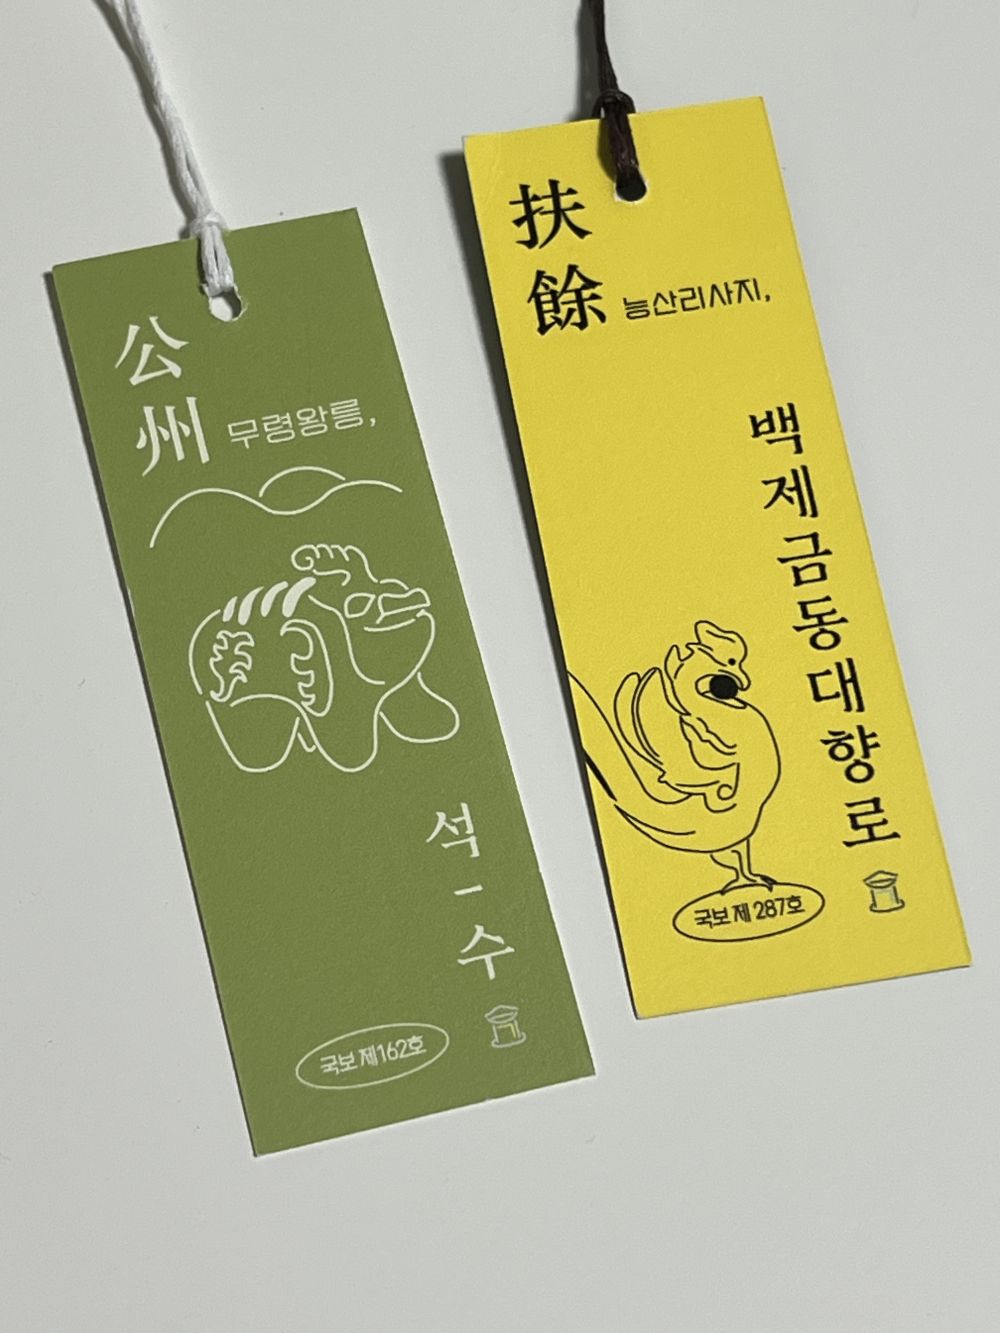 公州
무령왕릉,
석-수
국보 제162호
扶餘
능산리사지,
백제금동대향로
국보 제 287호